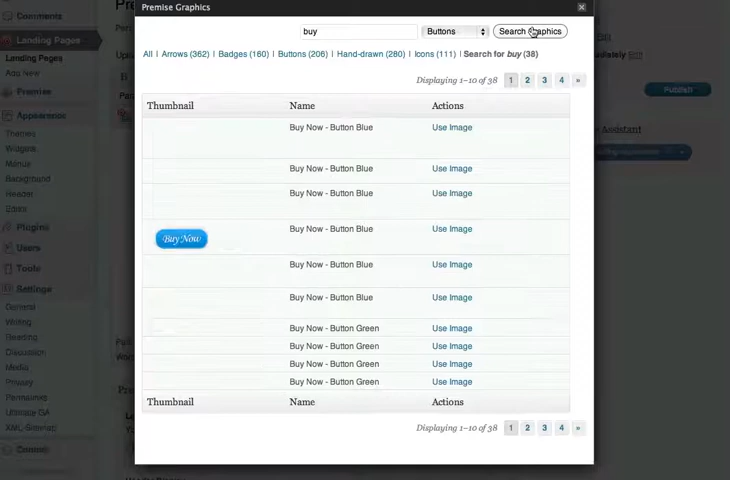 Premise Graphics
Comments
Landing Pages
Landing Pages
Add New
Premise
Appearance
Themes
Widgets
Menus
Background
Header
Editor
Plugins
Users
Tools
Settings
General
Writing
Reading
Discussion
Media
Privacy
Permalinks
Ultimate GA
XML-Sitemap
buy
Buttons
Search Graphics
All | Arrows (362) | Badges (160) | Buttons (206) | Hand-drawn (280) | Icons (111) | Search for buy (38)
Displaying 1–10 of 38 1 2 3 4 »
Thumbnail Name Actions
Buy Now - Button Blue Use Image
Buy Now - Button Blue Use Image
Buy Now - Button Blue Use Image
Buy Now Buy Now - Button Blue Use Image
Buy Now - Button Blue Use Image
Buy Now - Button Blue Use Image
Buy Now - Button Green Use Image
Buy Now - Button Green Use Image
Buy Now - Button Green Use Image
Buy Now - Button Green Use Image
Thumbnail Name Actions
Displaying 1–10 of 38 1 2 3 4 »
Edit
Edit
Publish
Assistant